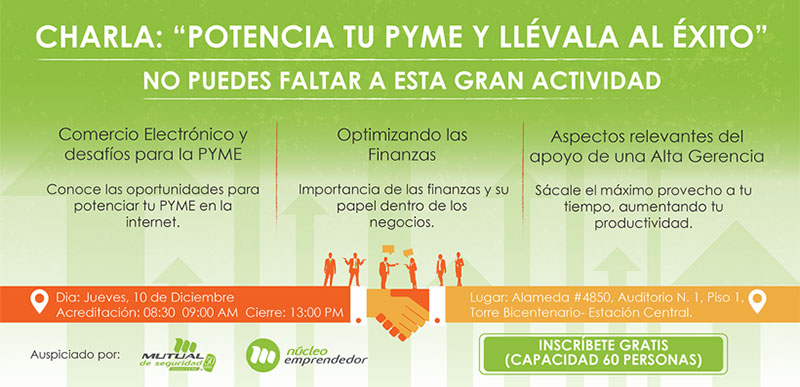 CHARLA: “POTENCIA TU PYME Y LLÉVALA AL ÉXITO”
NO PUEDES FALTAR A ESTA GRAN ACTIVIDAD
Comercio Electrónico y
desafíos para la PYME
Conoce las oportunidades para
potenciar tu PYME en la
internet.
Optimizando las
Finanzas
Importancia de las finanzas y su
papel dentro de los
negocios.
Aspectos relevantes del
apoyo de una Alta Gerencia
Sácale el máximo provecho a tu
tiempo, aumentando tu
productividad.
Dia: Jueves, 10 de Diciembre
Acreditación: 08:30 09:00 AM Cierre: 13:00 PM
Lugar: Alameda #4850, Auditorio N. 1, Piso 1,
Torre Bicentenario- Estación Central.
Auspiciado por:
MUTUAL
de seguridad
núcleo
emprendedor
INSCRÍBETE GRATIS
(CAPACIDAD 60 PERSONAS)